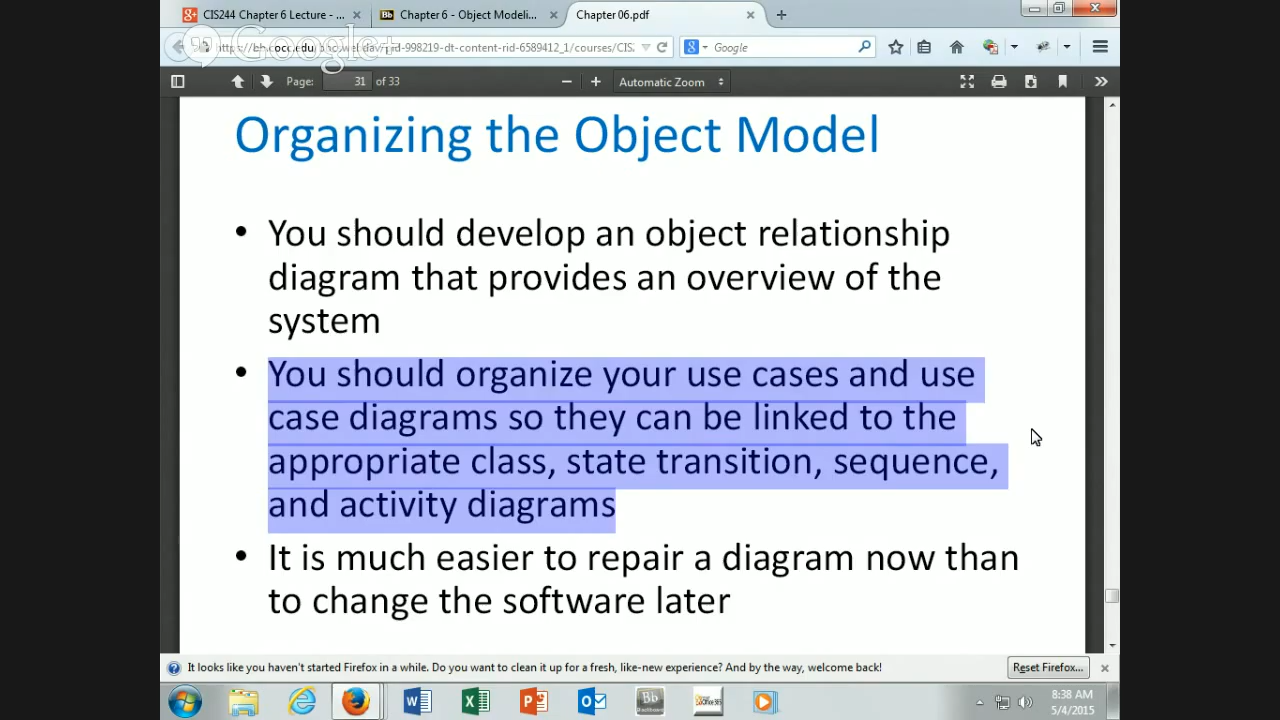 CIS244 Chapter 6 Lecture - ...
Chapter 6 - Object Modeli...
Chapter 06.pdf
Google+
Google
Page: 31 of 33
Automatic Zoom
Organizing the Object Model
• You should develop an object relationship
diagram that provides an overview of the
system
• You should organize your use cases and use
case diagrams so they can be linked to the
appropriate class, state transition, sequence,
and activity diagrams
• It is much easier to repair a diagram now than
to change the software later
It looks like you haven't started Firefox in a while. Do you want to clean it up for a fresh, like-new experience? And by the way, welcome back!
Reset Firefox...
Bb
8:38 AM
5/4/2015